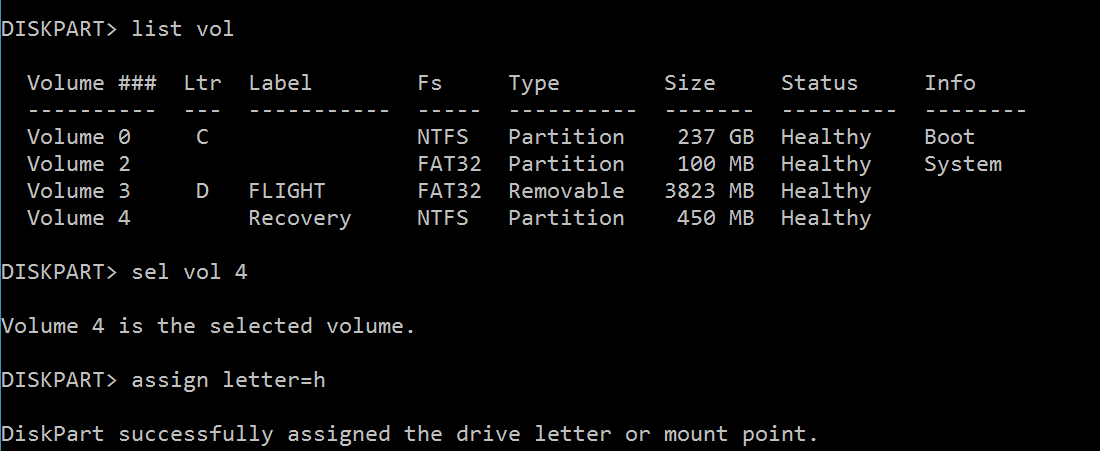 DISKPART> list vol
Volume ### Ltr Label Fs Type Size Status Info
---------- --- ----------- ----- ---------- ------- --------- --------
Volume 0 C NTFS Partition 237 GB Healthy Boot
Volume 2 FAT32 Partition 100 MB Healthy System
Volume 3 D FLIGHT FAT32 Removable 3823 MB Healthy
Volume 4 Recovery NTFS Partition 450 MB Healthy
DISKPART> sel vol 4
Volume 4 is the selected volume.
DISKPART> assign letter=h
DiskPart successfully assigned the drive letter or mount point.